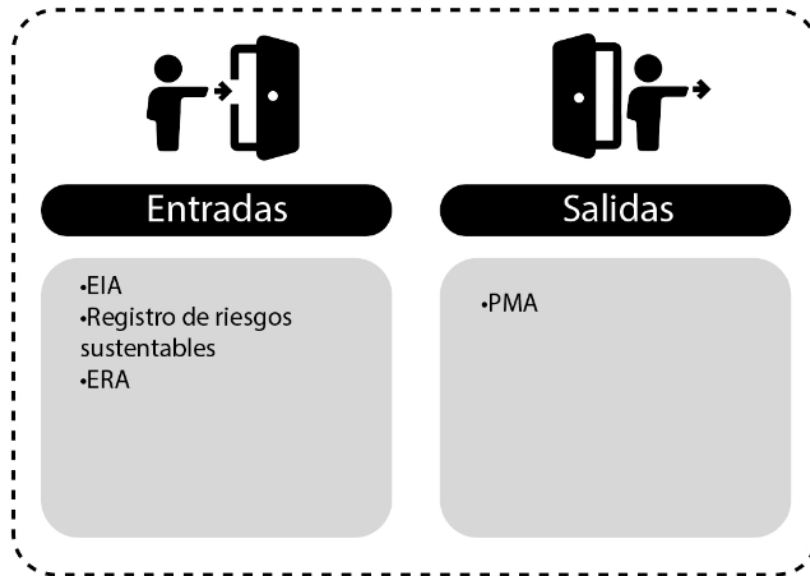 Entradas
•EIA
•Registro de riesgos
sustentables
•ERA
Salidas
•PMA